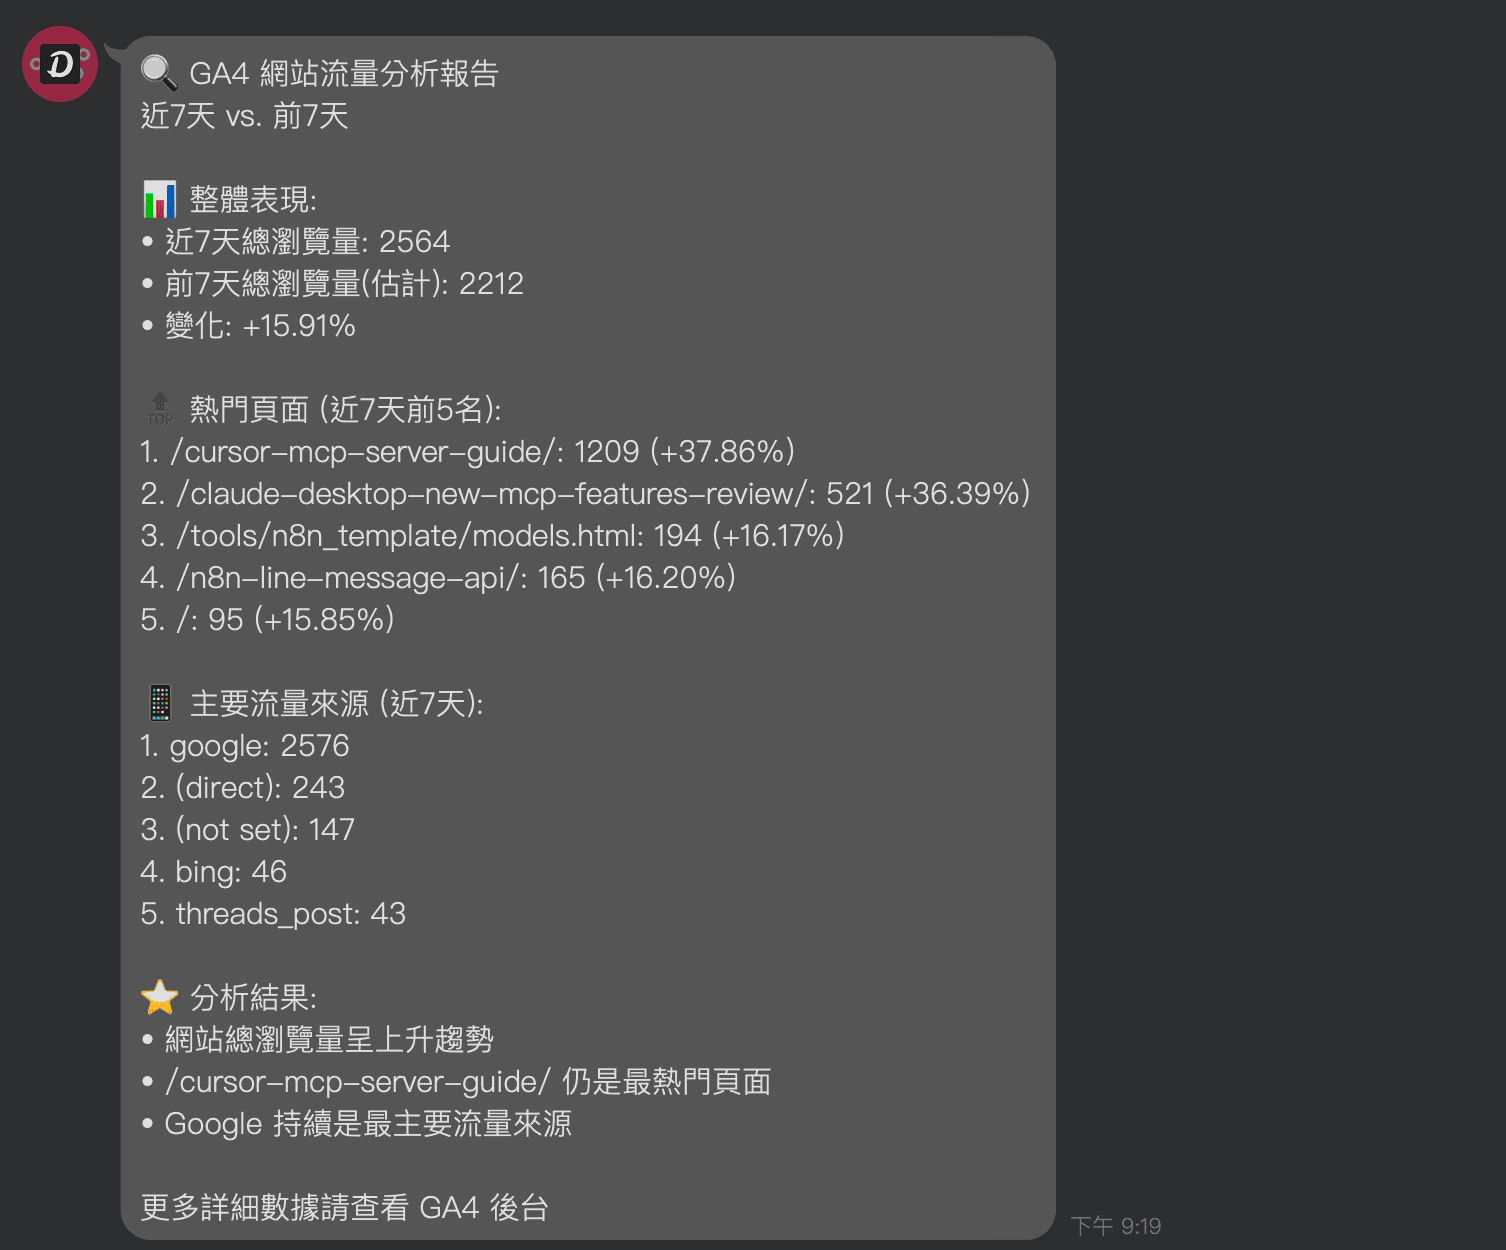 D
GA4 網站流量分析報告
近7天 vs. 前7天
整體表現:
• 近7天總瀏覽量: 2564
• 前7天總瀏覽量(估計): 2212
• 變化: +15.91%
TOP 熱門頁面 (近7天前5名):
1. /cursor-mcp-server-guide/: 1209 (+37.86%)
2. /claude-desktop-new-mcp-features-review/: 521 (+36.39%)
3. /tools/n8n_template/models.html: 194 (+16.17%)
4. /n8n-line-message-api/: 165 (+16.20%)
5. /: 95 (+15.85%)
主要流量來源 (近7天):
1. google: 2576
2. (direct): 243
3. (not set): 147
4. bing: 46
5. threads_post: 43
分析結果:
• 網站總瀏覽量呈上升趨勢
• /cursor-mcp-server-guide/ 仍是最熱門頁面
• Google 持續是最主要流量來源
更多詳細數據請查看 GA4 後台
下午 9:19